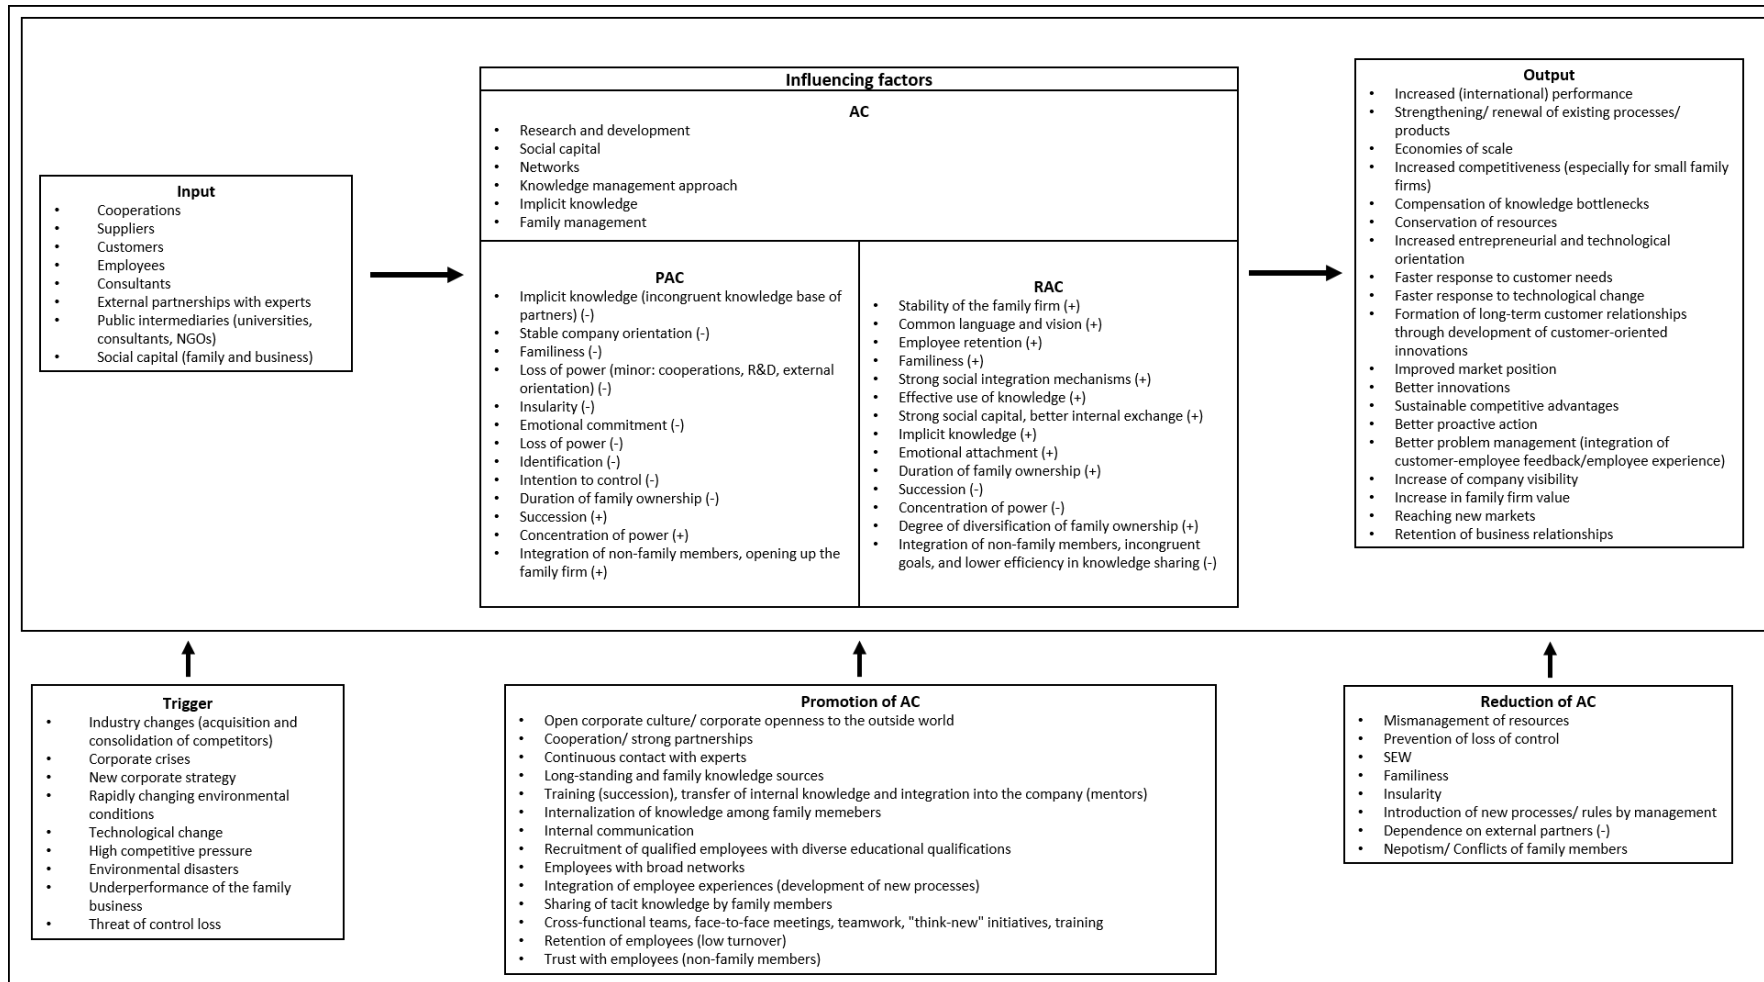 Influencing factors
AC
• Research and development
• Social capital
• Networks
• Knowledge management approach
• Implicit knowledge
• Family management
Input
• Cooperations
• Suppliers
• Customers
• Employees
• Consultants
• External partnerships with experts
• Public intermediaries (universities,
consultants, NGOs)
• Social capital (family and business)
PAC
• Implicit knowledge (incongruent knowledge base of
partners) (-)
• Stable company orientation (-)
• Familiness (-)
• Loss of power (minor: cooperations, R&D, external
orientation) (-)
• Insularity (-)
• Emotional commitment (-)
• Loss of power (-)
• Identification (-)
• Intention to control (-)
• Duration of family ownership (-)
• Succession (+)
• Concentration of power (+)
• Integration of non-family members, opening up the
family firm (+)
RAC
• Stability of the family firm (+)
• Common language and vision (+)
• Employee retention (+)
• Familiness (+)
• Strong social integration mechanisms (+)
• Effective use of knowledge (+)
• Strong social capital, better internal exchange (+)
• Implicit knowledge (+)
• Emotional attachment (+)
• Duration of family ownership (+)
• Succession (-)
• Concentration of power (-)
• Degree of diversification of family ownership (+)
• Integration of non-family members, incongruent
goals, and lower efficiency in knowledge sharing (-)
Output
• Increased (international) performance
• Strengthening/ renewal of existing processes/
products
• Economies of scale
• Increased competitiveness (especially for small family
firms)
• Compensation of knowledge bottlenecks
• Conservation of resources
• Increased entrepreneurial and technological
orientation
• Faster response to customer needs
• Faster response to technological change
• Formation of long-term customer relationships
through development of customer-oriented
innovations
• Improved market position
• Better innovations
• Sustainable competitive advantages
• Better proactive action
• Better problem management (integration of
customer-employee feedback/employee experience)
• Increase of company visibility
• Increase in family firm value
• Reaching new markets
• Retention of business relationships
Trigger
• Industry changes (acquisition and
consolidation of competitors)
• Corporate crises
• New corporate strategy
• Rapidly changing environmental
conditions
• Technological change
• High competitive pressure
• Environmental disasters
• Underperformance of the family
business
• Threat of control loss
Promotion of AC
• Open corporate culture/ corporate openness to the outside world
• Cooperation/ strong partnerships
• Continuous contact with experts
• Long-standing and family knowledge sources
• Training (succession), transfer of internal knowledge and integration into the company (mentors)
• Internalization of knowledge among family memebers
• Internal communication
• Recruitment of qualified employees with diverse educational qualifications
• Employees with broad networks
• Integration of employee experiences (development of new processes)
• Sharing of tacit knowledge by family members
• Cross-functional teams, face-to-face meetings, teamwork, "think-new" initiatives, training
• Retention of employees (low turnover)
• Trust with employees (non-family members)
Reduction of AC
• Mismanagement of resources
• Prevention of loss of control
• SEW
• Familiness
• Insularity
• Introduction of new processes/ rules by management
• Dependence on external partners (-)
• Nepotism/ Conflicts of family members